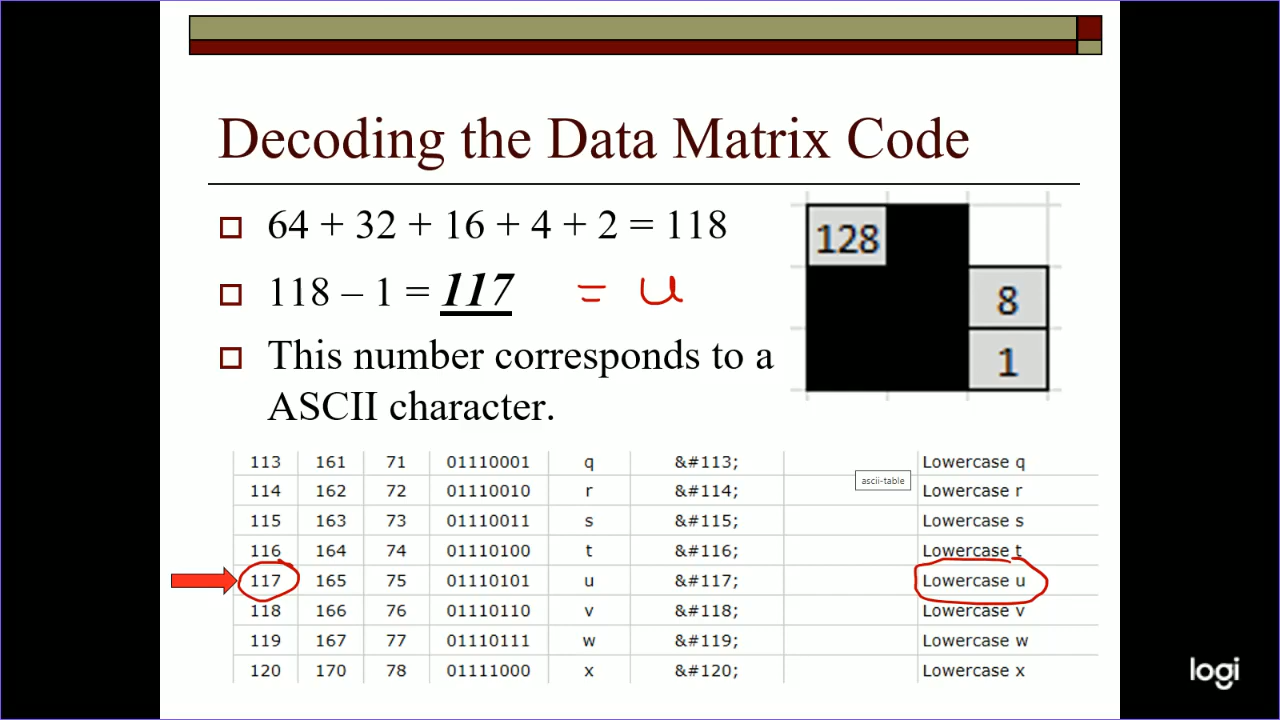 Decoding the Data Matrix Code
64 + 32 + 16 + 4 + 2 = 118
118 – 1 = 117 = u
This number corresponds to a
ASCII character.
128
8
1
113 161 71 01110001 q &#113; Lowercase q
ascii-table
114 162 72 01110010 r &#114; Lowercase r
115 163 73 01110011 s &#115; Lowercase s
116 164 74 01110100 t &#116; Lowercase t
117 165 75 01110101 u &#117; Lowercase u
118 166 76 01110110 v &#118; Lowercase v
119 167 77 01110111 w &#119; Lowercase w
120 170 78 01111000 x &#120; Lowercase x
logi